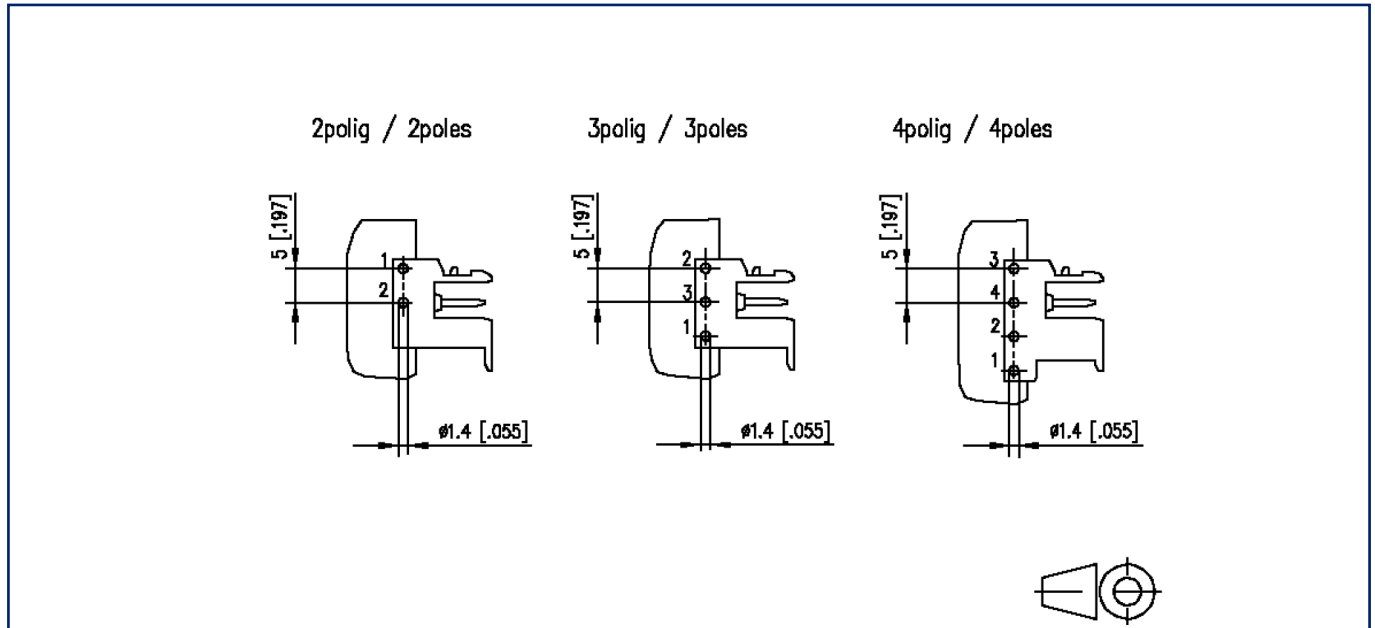 2polig / 2poles
3polig / 3poles
4polig / 4poles
5 [.197]
1
2
ø1.4 [.055]
5 [.197]
2
3
1
ø1.4 [.055]
5 [.197]
3
4
2
1
ø1.4 [.055]